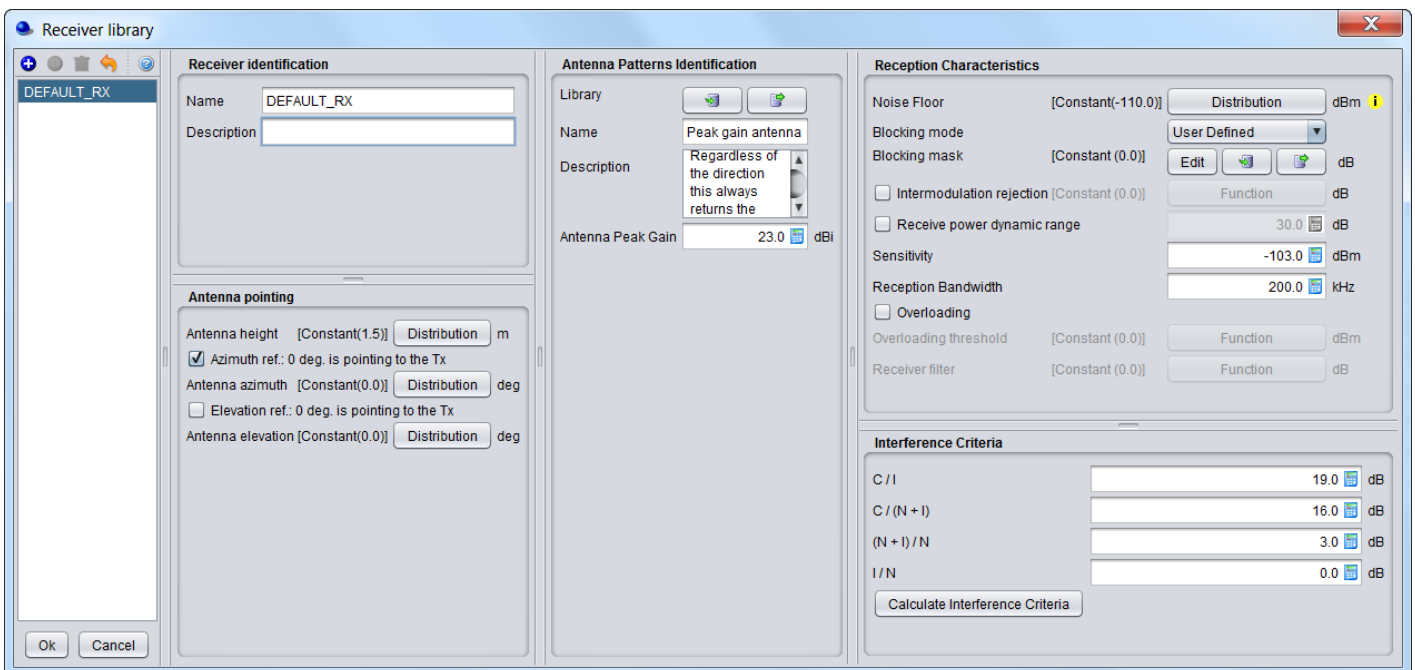 Receiver library
X
DEFAULT_RX
Ok
Cancel
Receiver identification
Name DEFAULT_RX
Description
Antenna pointing
Antenna height [Constant(1.5)] Distribution m
Azimuth ref.: 0 deg. is pointing to the Tx
Antenna azimuth [Constant(0.0)] Distribution deg
Elevation ref.: 0 deg. is pointing to the Tx
Antenna elevation [Constant(0.0)] Distribution deg
Antenna Patterns Identification
Library
Name Peak gain antenna
Description
Regardless of
the direction
this always
returns the
Antenna Peak Gain 23.0 dBi
Reception Characteristics
Noise Floor [Constant(-110.0)] Distribution dBm i
Blocking mode User Defined
Blocking mask [Constant (0.0)] Edit dB
Intermodulation rejection [Constant (0.0)] Function dB
Receive power dynamic range 30.0 dB
Sensitivity -103.0 dBm
Reception Bandwidth 200.0 kHz
Overloading
Overloading threshold [Constant (0.0)] Function dBm
Receiver filter [Constant (0.0)] Function dB
Interference Criteria
C / I 19.0 dB
C / (N + I) 16.0 dB
(N + I) / N 3.0 dB
I / N 0.0 dB
Calculate Interference Criteria